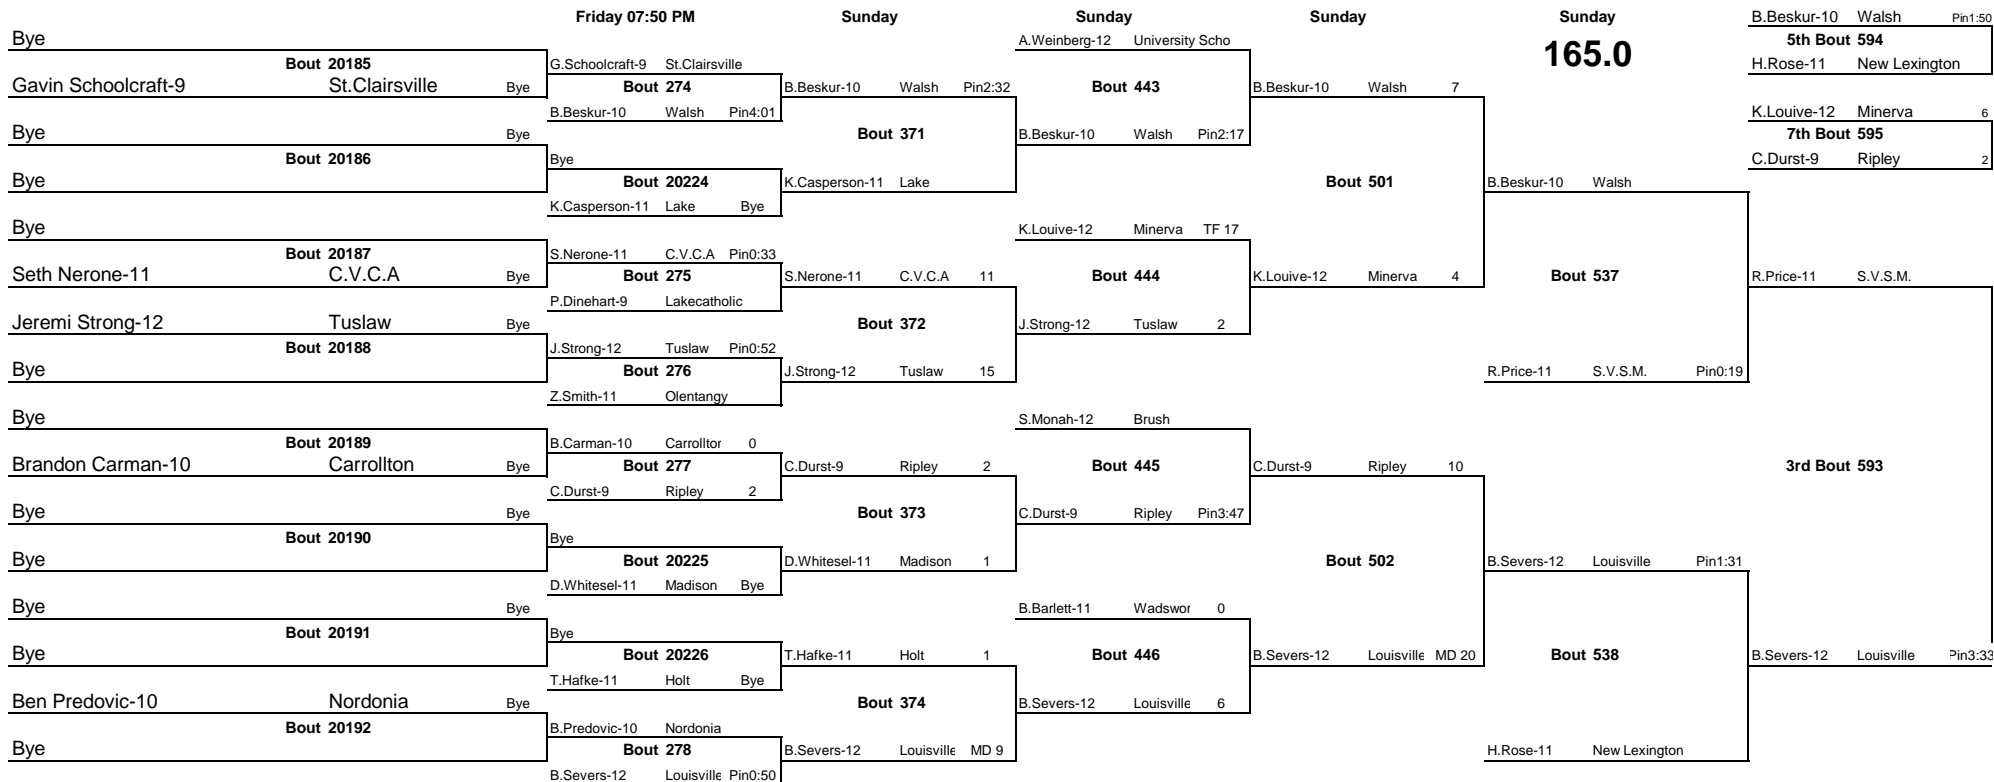 Friday 07:50 PM Sunday Sunday Sunday Sunday B.Beskur-10 Walsh Pin1:50
Bye A.Weinberg-12 University Scho 165.0 5th Bout 594
Bout 20185 G.Schoolcraft-9 St.Clairsville H.Rose-11 New Lexington
Gavin Schoolcraft-9 St.Clairsville Bye Bout 274 B.Beskur-10 Walsh Pin2:32 Bout 443 B.Beskur-10 Walsh 7
B.Beskur-10 Walsh Pin4:01 K.Louive-12 Minerva 6
Bye Bye Bout 371 B.Beskur-10 Walsh Pin2:17 7th Bout 595
Bout 20186 Bye C.Durst-9 Ripley 2
Bye Bout 20224 K.Casperson-11 Lake Bout 501 B.Beskur-10 Walsh
K.Casperson-11 Lake Bye
Bye K.Louive-12 Minerva TF 17
Bout 20187 S.Nerone-11 C.V.C.A Pin0:33
Seth Nerone-11 C.V.C.A Bye Bout 275 S.Nerone-11 C.V.C.A 11 Bout 444 K.Louive-12 Minerva 4 Bout 537 R.Price-11 S.V.S.M.
P.Dinehart-9 Lakecatholic
Jeremi Strong-12 Tuslaw Bye Bout 372 J.Strong-12 Tuslaw 2
Bout 20188 J.Strong-12 Tuslaw Pin0:52
Bye Bout 276 J.Strong-12 Tuslaw 15 R.Price-11 S.V.S.M. Pin0:19
Z.Smith-11 Olentangy
Bye S.Monah-12 Brush
Bout 20189 B.Carman-10 Carrolltor 0
Brandon Carman-10 Carrollton Bye Bout 277 C.Durst-9 Ripley 2 Bout 445 C.Durst-9 Ripley 10 3rd Bout 593
C.Durst-9 Ripley 2
Bye Bye Bout 373 C.Durst-9 Ripley Pin3:47
Bout 20190 Bye
Bye Bout 20225 D.Whitesel-11 Madison 1 Bout 502 B.Severs-12 Louisville Pin1:31
D.Whitesel-11 Madison Bye
Bye Bye B.Barlett-11 Wadswor 0
Bout 20191 Bye
Bye Bout 20226 T.Hafke-11 Holt 1 Bout 446 B.Severs-12 Louisville MD 20 Bout 538 B.Severs-12 Louisville Pin3:33
T.Hafke-11 Holt Bye
Ben Predovic-10 Nordonia Bye Bout 374 B.Severs-12 Louisville 6
Bout 20192 B.Predovic-10 Nordonia
Bye Bout 278 B.Severs-12 Louisville MD 9 H.Rose-11 New Lexington
B.Severs-12 Louisville Pin0:50